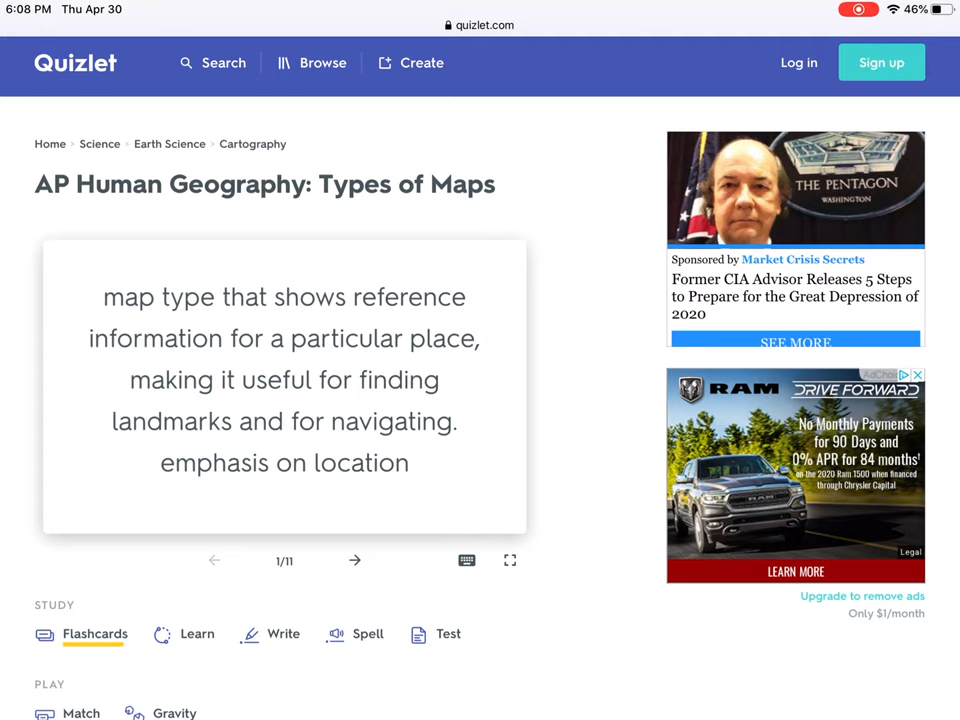 6:08 PM Thu Apr 30
46%
quizlet.com
Quizlet
Search
Browse
Create
Log in
Sign up
Home > Science > Earth Science > Cartography
AP Human Geography: Types of Maps
map type that shows reference
information for a particular place,
making it useful for finding
landmarks and for navigating.
emphasis on location
1/11
STUDY
Flashcards
Learn
Write
Spell
Test
PLAY
Match
Gravity
THE PENTAGON
WASHINGTON
Sponsored by Market Crisis Secrets
Former CIA Advisor Releases 5 Steps
to Prepare for the Great Depression of
2020
SEE MORE
AdChoices
RAM
DRIVE FORWARD
No Monthly Payments
for 90 Days and
0% APR for 84 months!
on the 2020 Ram 1500 when financed
through Chrysler Capital
Legal
LEARN MORE
Upgrade to remove ads
Only $1/month